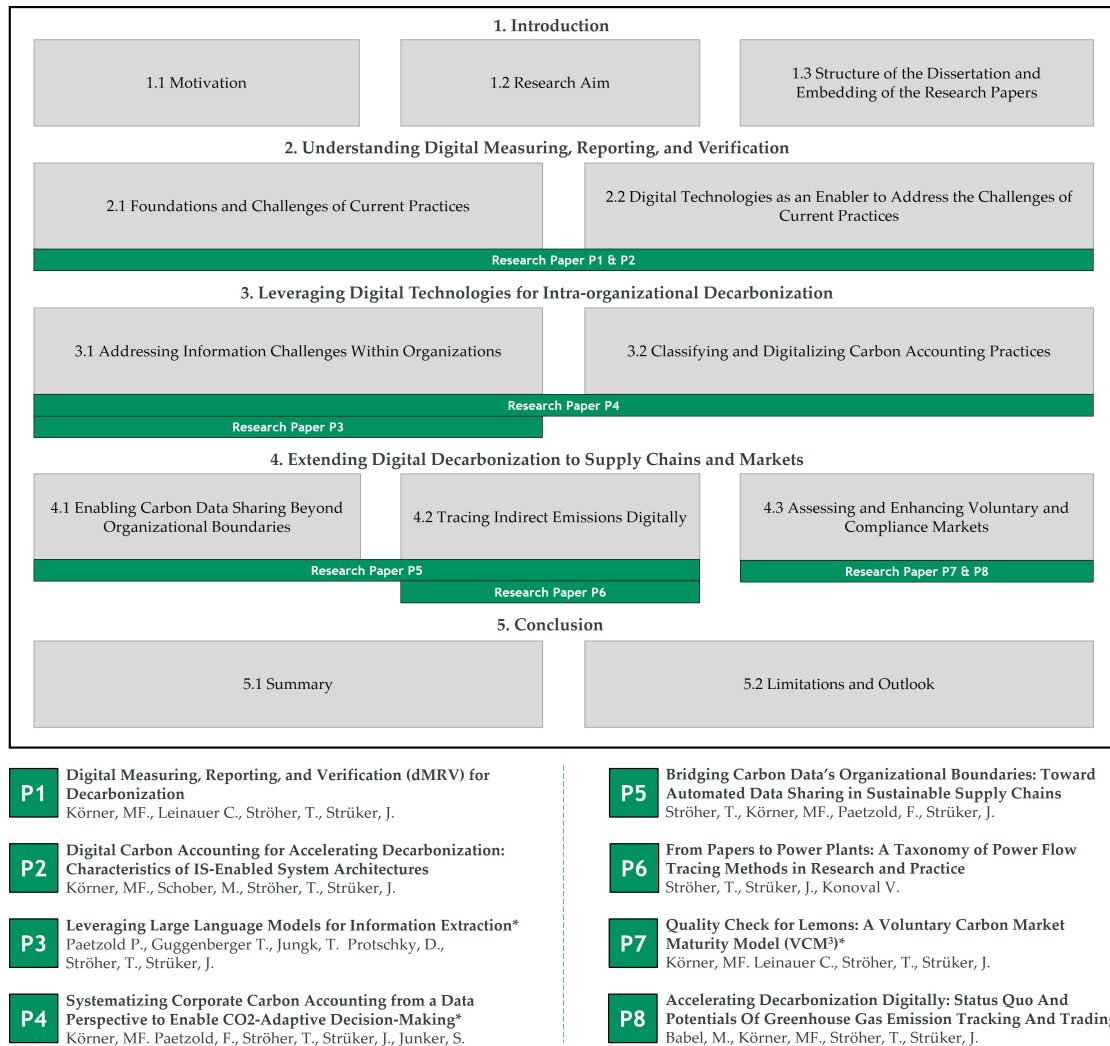 1. Introduction
1.1 Motivation
1.2 Research Aim
1.3 Structure of the Dissertation and
Embedding of the Research Papers
2. Understanding Digital Measuring, Reporting, and Verification
2.1 Foundations and Challenges of Current Practices
2.2 Digital Technologies as an Enabler to Address the Challenges of
Current Practices
Research Paper P1 & P2
3. Leveraging Digital Technologies for Intra-organizational Decarbonization
3.1 Addressing Information Challenges Within Organizations
3.2 Classifying and Digitalizing Carbon Accounting Practices
Research Paper P4
Research Paper P3
4. Extending Digital Decarbonization to Supply Chains and Markets
4.1 Enabling Carbon Data Sharing Beyond
Organizational Boundaries
4.2 Tracing Indirect Emissions Digitally
4.3 Assessing and Enhancing Voluntary and
Compliance Markets
Research Paper P5
Research Paper P7 & P8
Research Paper P6
5. Conclusion
5.1 Summary
5.2 Limitations and Outlook
P1
Digital Measuring, Reporting, and Verification (dMRV) for
Decarbonization
Körner, MF., Leinauer C., Ströher, T., Strüker, J.
P2
Digital Carbon Accounting for Accelerating Decarbonization:
Characteristics of IS-Enabled System Architectures
Körner, MF., Schober, M., Ströher, T., Strüker, J.
P3
Leveraging Large Language Models for Information Extraction*
Paetzold P., Guggenberger T., Jungk, T. Protschky, D.,
Ströher, T., Strüker, J.
P4
Systematizing Corporate Carbon Accounting from a Data
Perspective to Enable CO2-Adaptive Decision-Making*
Körner, MF. Paetzold, F., Ströher, T., Strüker, J., Junker, S.
P5
Bridging Carbon Data's Organizational Boundaries: Toward
Automated Data Sharing in Sustainable Supply Chains
Ströher, T., Körner, MF., Paetzold, F., Strüker, J.
P6
From Papers to Power Plants: A Taxonomy of Power Flow
Tracing Methods in Research and Practice
Ströher, T., Strüker, J., Konoval V.
P7
Quality Check for Lemons: A Voluntary Carbon Market
Maturity Model (VCM³)*
Körner, MF. Leinauer C., Ströher, T., Strüker, J.
P8
Accelerating Decarbonization Digitally: Status Quo And
Potentials Of Greenhouse Gas Emission Tracking And Trading
Babel, M., Körner, MF., Ströher, T., Strüker, J.